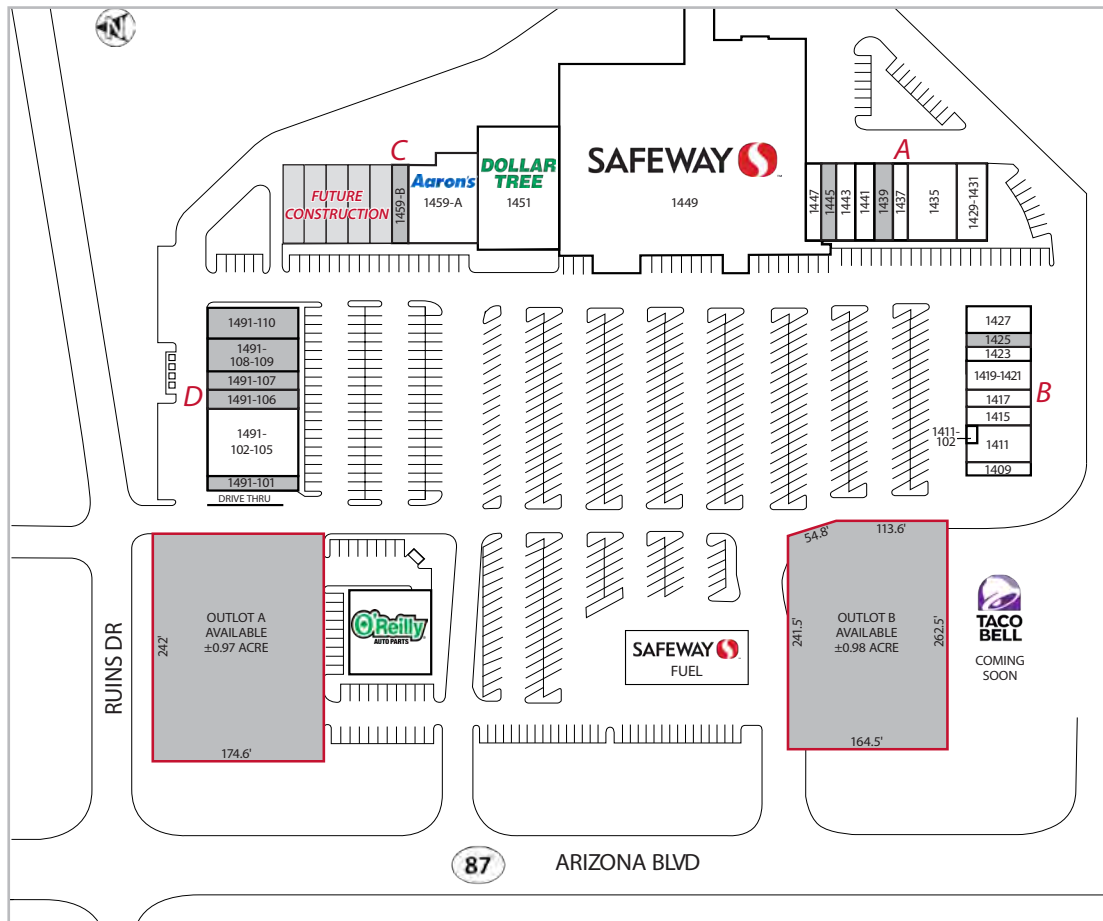 N
C
A
FUTURE
CONSTRUCTION
1459-B
Aaron's
1459-A
DOLLAR
TREE
1451
SAFEWAY
1449
1447
1445
1443
1441
1439
1437
1435
1429-1431
D
1491-110
1491-
108-109
1491-107
1491-106
1491-
102-105
1491-101
DRIVE THRU
B
1427
1425
1423
1419-1421
1417
1415
1411-
102
1411
1409
OUTLOT A
AVAILABLE
±0.97 ACRE
242'
174.6'
O'Reilly
AUTO PARTS
SAFEWAY
FUEL
54.8'
113.6'
241.5'
OUTLOT B
AVAILABLE
±0.98 ACRE
262.5'
164.5'
TACO
BELL
COMING
SOON
RUINS DR
87
ARIZONA BLVD